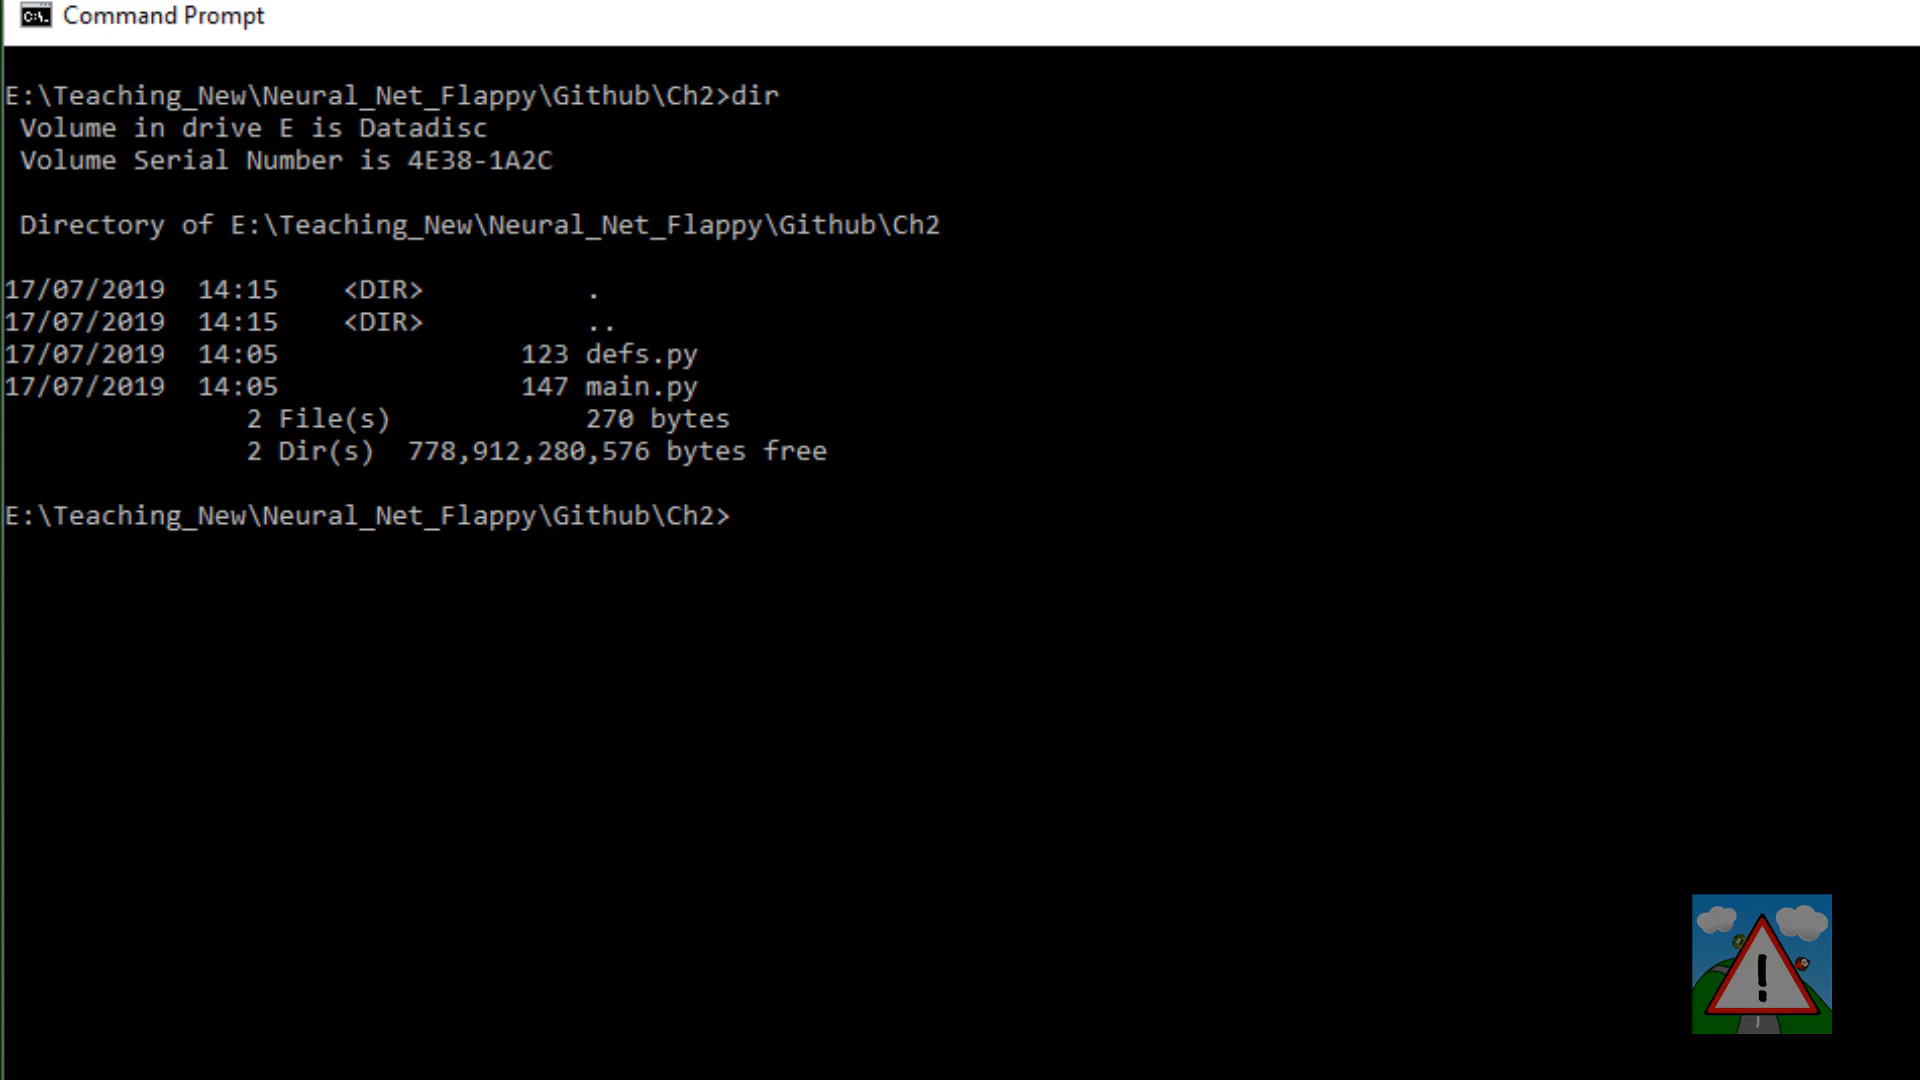 Command Prompt
E:\Teaching_New\Neural_Net_Flappy\Github\Ch2>dir
 Volume in drive E is Datadisc
 Volume Serial Number is 4E38-1A2C

 Directory of E:\Teaching_New\Neural_Net_Flappy\Github\Ch2

17/07/2019  14:15    <DIR>          .
17/07/2019  14:15    <DIR>          ..
17/07/2019  14:05               123 defs.py
17/07/2019  14:05               147 main.py
               2 File(s)            270 bytes
               2 Dir(s)  778,912,280,576 bytes free

E:\Teaching_New\Neural_Net_Flappy\Github\Ch2>